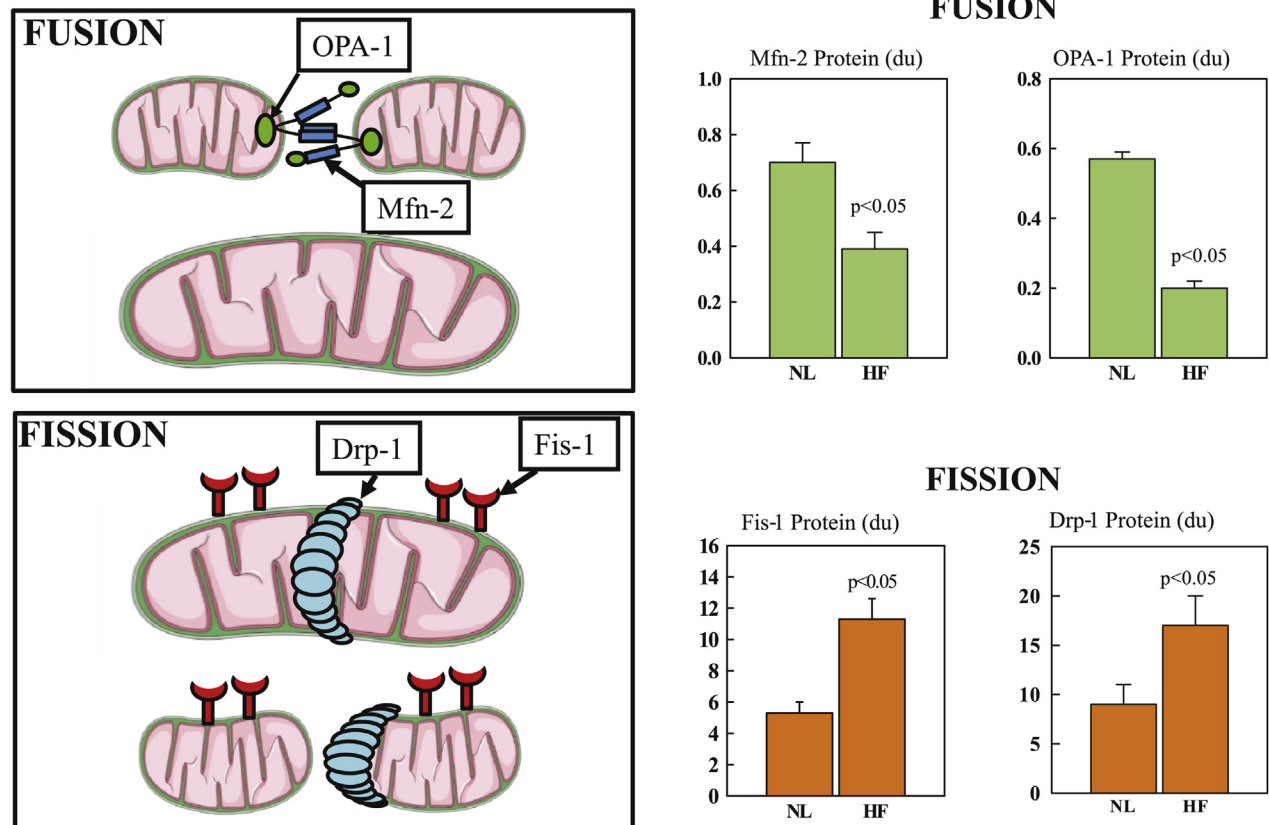 FUSION
OPA-1
Mfn-2
FUSION
Mfn-2 Protein (du)
1.0
0.8
0.6
0.4
0.2
0.0
p<0.05
NL HF
OPA-1 Protein (du)
0.8
0.6
0.4
0.2
0.0
p<0.05
NL HF
FISSION
Drp-1
Fis-1
FISSION
Fis-1 Protein (du)
16
14
12
10
8
6
4
2
0
p<0.05
NL HF
Drp-1 Protein (du)
25
20
15
10
5
0
p<0.05
NL HF